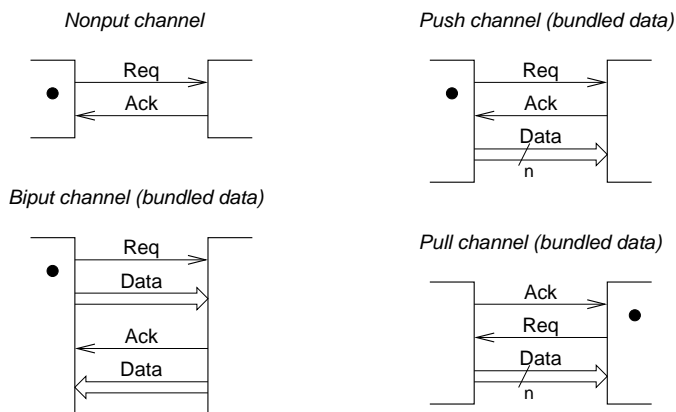 Nonput channel
Req
Ack
Push channel (bundled data)
Req
Ack
Data
n
Biput channel (bundled data)
Req
Data
Ack
Data
Pull channel (bundled data)
Ack
Req
Data
n